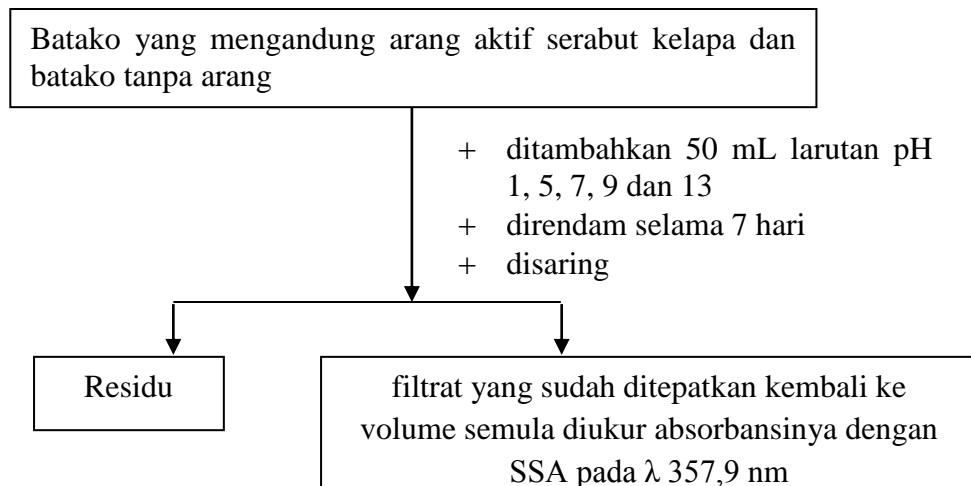 Batako yang mengandung arang aktif serabut kelapa dan
batako tanpa arang
+ ditambahkan 50 mL larutan pH
1, 5, 7, 9 dan 13
+ direndam selama 7 hari
+ disaring
Residu
filtrat yang sudah ditepatkan kembali ke
volume semula diukur absorbansinya dengan
SSA pada λ 357,9 nm